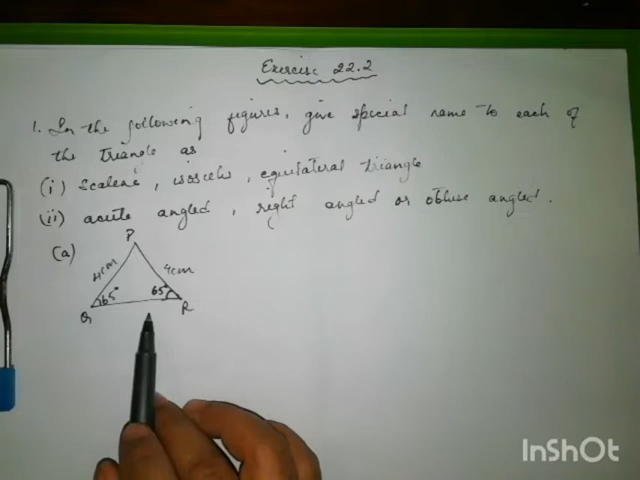 Exercise 22.2
1. In the following figures, give special name to each of
the triangle as
(i) scalene, isosceles, equilateral triangle
(ii) acute angled, right angled or obtuse angled.
(a)
P
4cm 4cm
65° 65°
Q R
InShOt